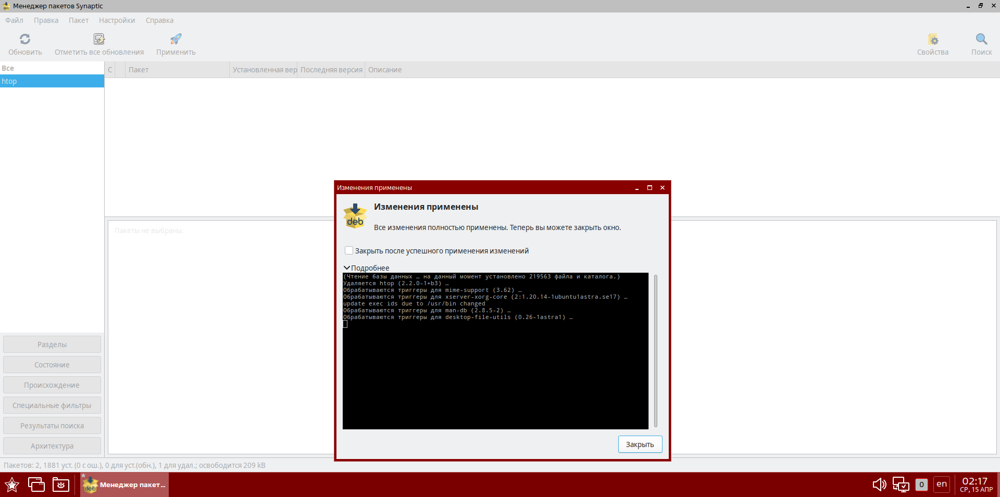 Менеджер пакетов Synaptic
Файл Правка Пакет Настройки Справка
Обновить Отметить все обновления Применить Свойства Поиск
Все
htop
С Пакет Установленная вер Последняя версия Описание
Пакеты не выбраны.
Изменения применены
deb
Изменения применены
Все изменения полностью применены. Теперь вы можете закрыть окно.
Закрыть после успешного применения изменений
Подробнее
(Чтение базы данных … на данный момент установлено 219563 файла и каталога.)
Удаляется htop (2.2.0-1+b3) …
Обрабатываются триггеры для mime-support (3.62) …
Обрабатываются триггеры для xserver-xorg-core (2:1.20.14-1ubuntu1astra.se17) …
update exec ids due to /usr/bin changed
Обрабатываются триггеры для man-db (2.8.5-2) …
Обрабатываются триггеры для desktop-file-utils (0.26-1astra1) …
Закрыть
Разделы
Состояние
Происхождение
Специальные фильтры
Результаты поиска
Архитектура
Пакетов: 2, 1881 уст. (0 с ош.), 0 для уст.(обн.), 1 для удал.; освободится 209 kB
deb Менеджер пакет… 0 en 02:17
СР, 15 АПР